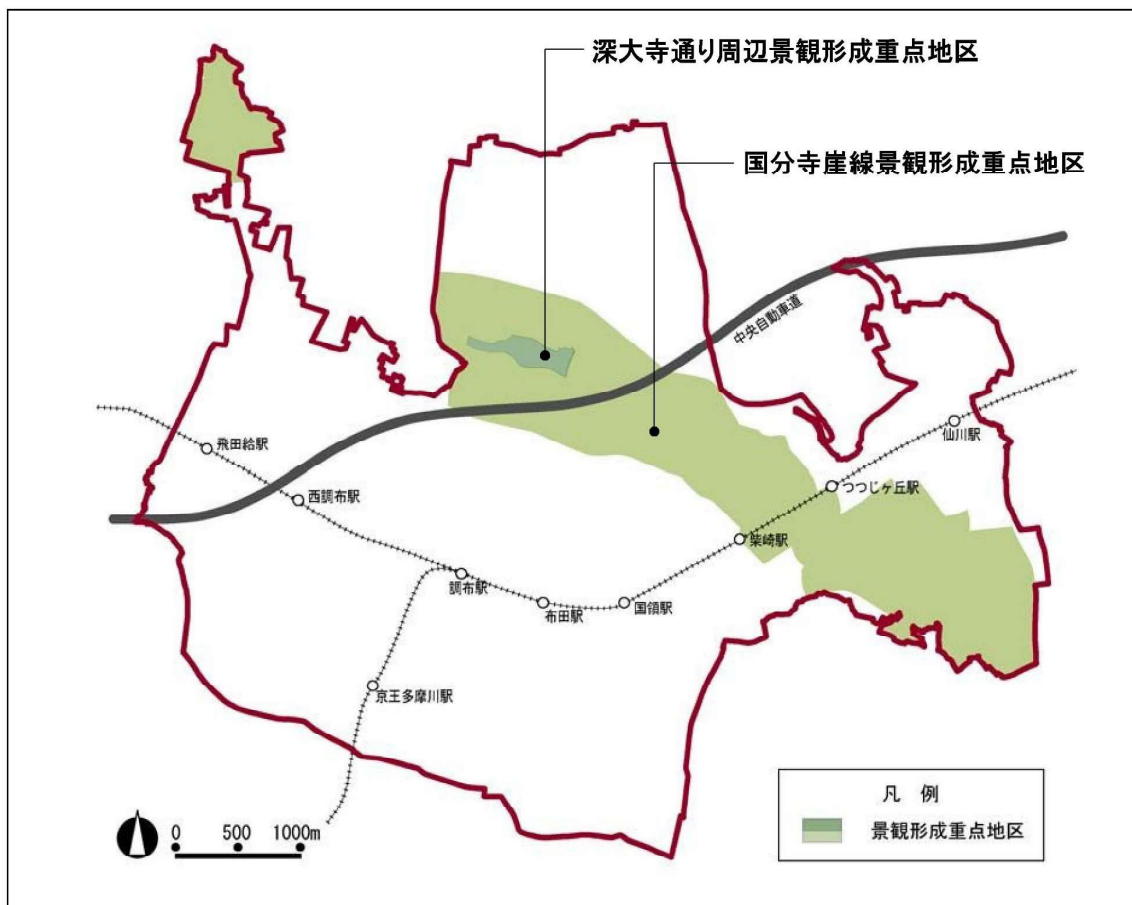 深大寺通り周辺景観形成重点地区
国分寺崖線景観形成重点地区
中央自動車道
仙川駅
飛田給駅
つつじヶ丘駅
西調布駅
柴崎駅
調布駅
布田駅
国領駅
京王多摩川駅
凡 例
景観形成重点地区
0 500 1000m